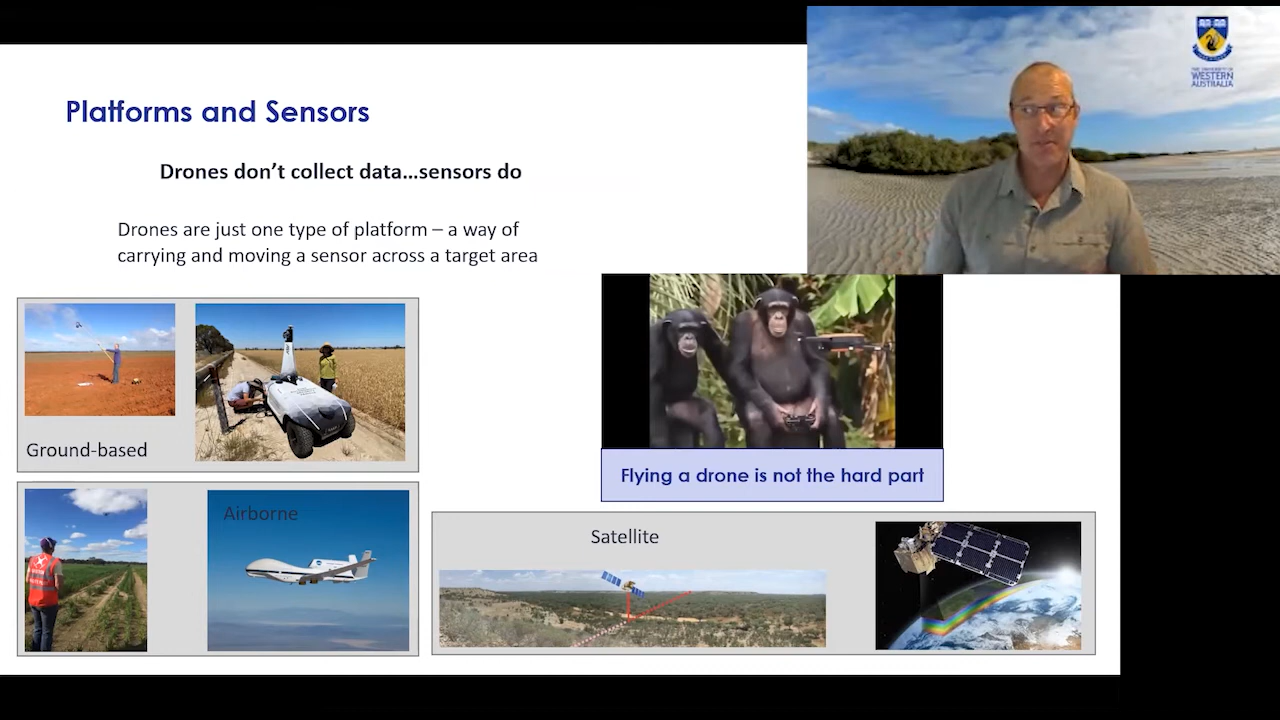 Platforms and Sensors
Drones don’t collect data...sensors do
Drones are just one type of platform – a way of
carrying and moving a sensor across a target area
Ground-based
Airborne
Flying a drone is not the hard part
Satellite
THE UNIVERSITY OF
WESTERN
AUSTRALIA